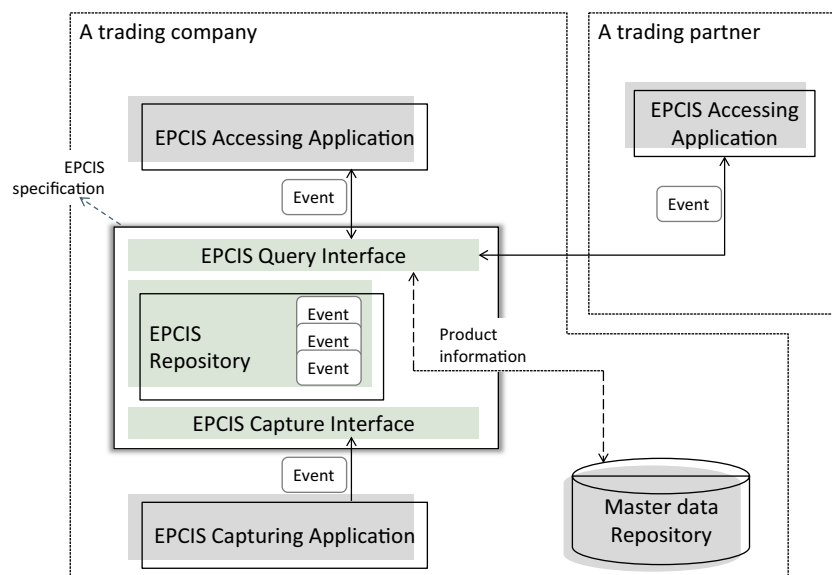 A trading company
A trading partner
EPCIS Accessing Application
EPCIS Accessing
Application
EPCIS
specification
Event
Event
EPCIS Query Interface
EPCIS
Repository
Event
Event
Event
Product
information
EPCIS Capture Interface
Event
EPCIS Capturing Application
Master data
Repository